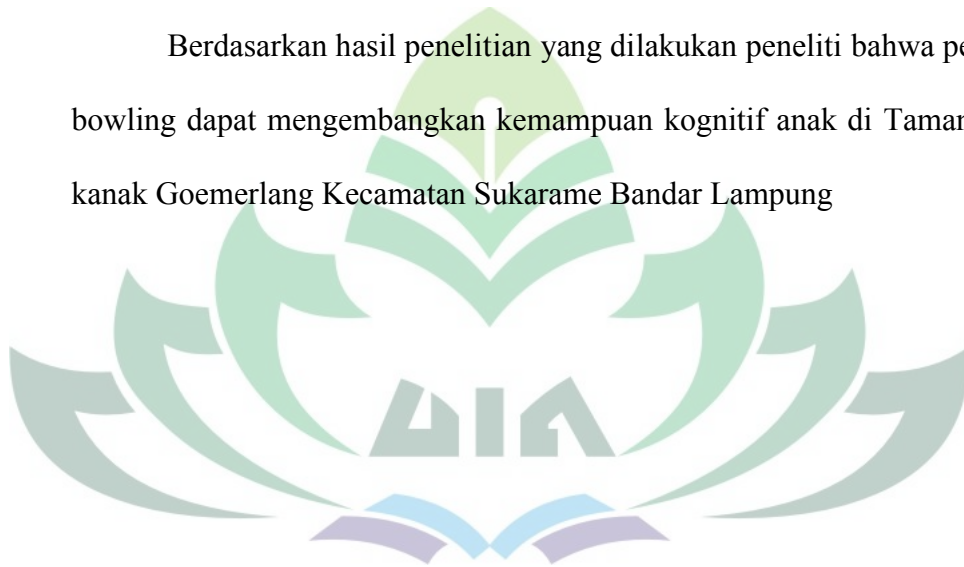 Berdasarkan hasil penelitian yang dilakukan peneliti bahwa pe
bowling dapat mengembangkan kemampuan kognitif anak di Taman
kanak Goemerlang Kecamatan Sukarame Bandar Lampung
UIN